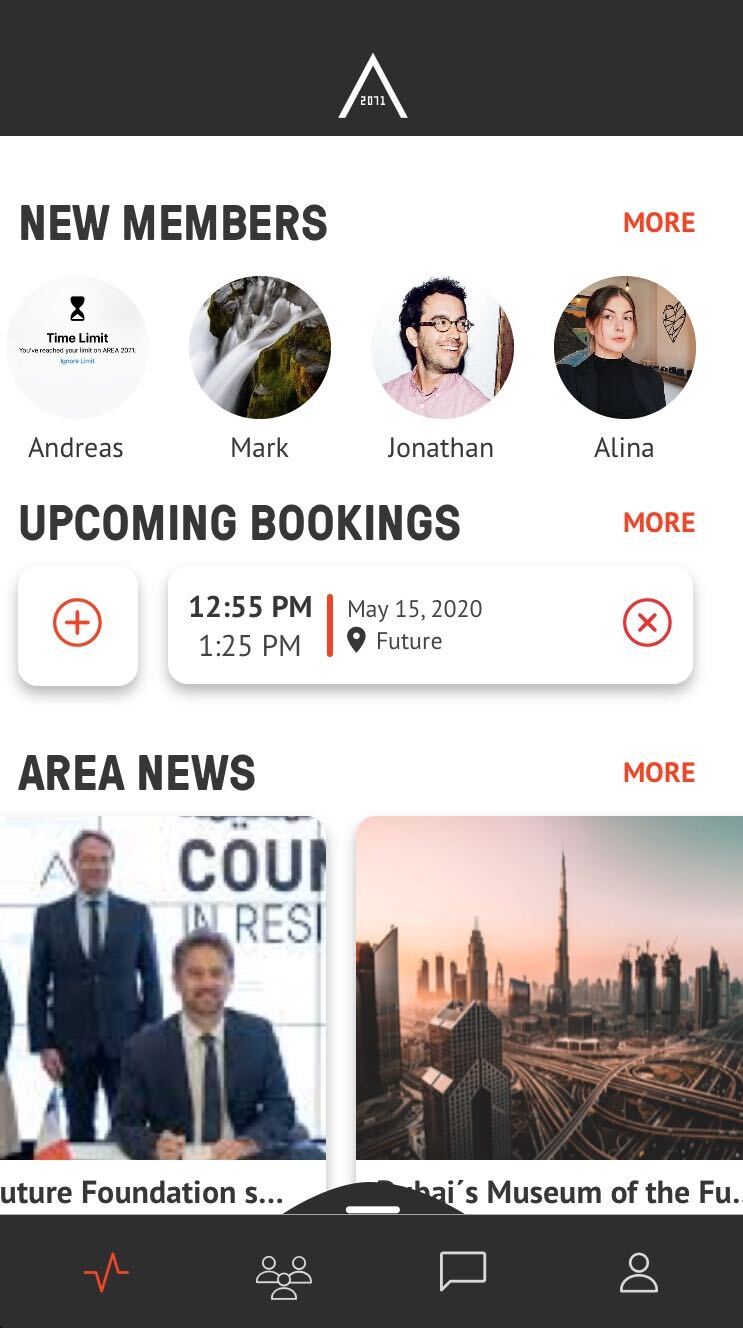 2071
NEW MEMBERS
MORE
Time Limit
You've reached your limit on AREA 2071.
Ignore Limit
Andreas
Mark
Jonathan
Alina
UPCOMING BOOKINGS
MORE
12:55 PM
1:25 PM
May 15, 2020
Future
AREA NEWS
MORE
COUN
IN RESI
uture Foundation s...
Dubai´s Museum of the Fu..